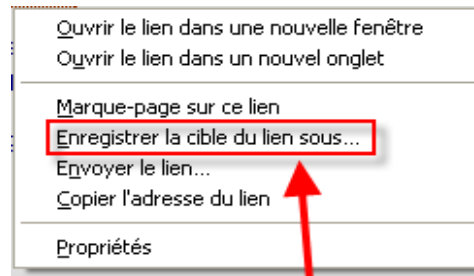 Ouvrir le lien dans une nouvelle fenêtre
Ouvrir le lien dans un nouvel onglet
Marque-page sur ce lien
Enregistrer la cible du lien sous...
Envoyer le lien...
Copier l'adresse du lien
Propriétés